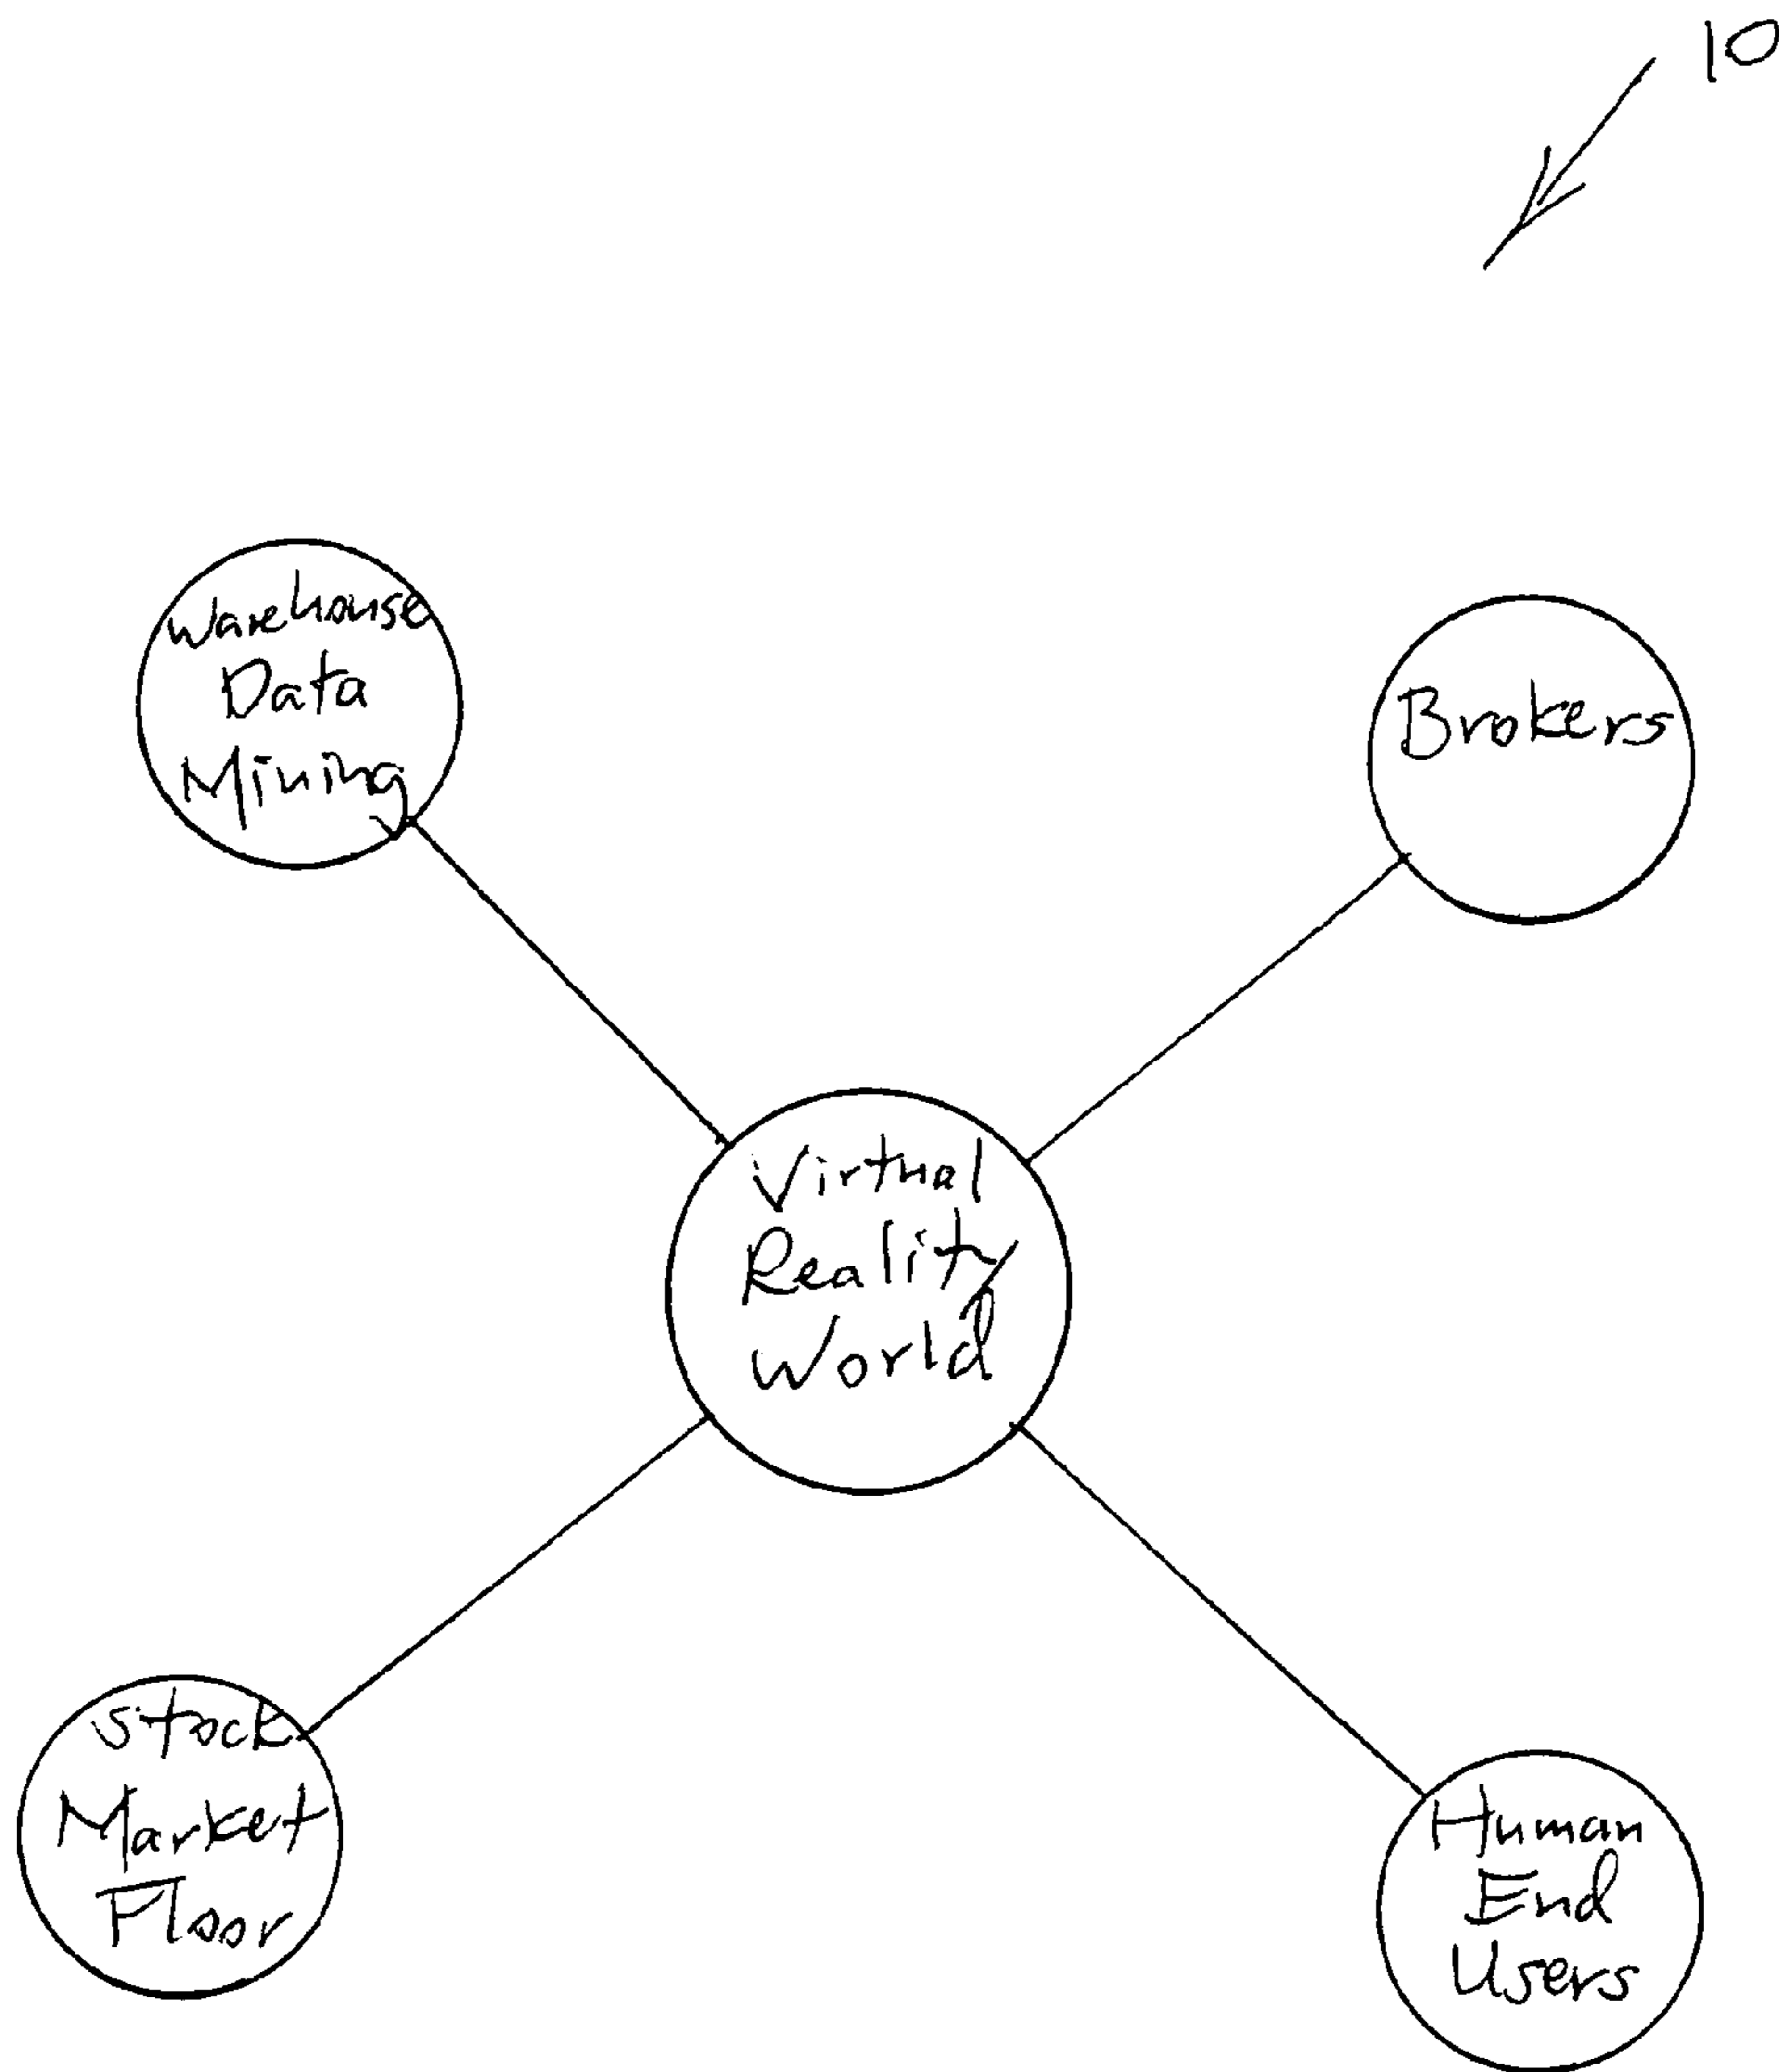 10
Warehouse
Data
Mining
Brokers
Virtual
Reality
World
Stock
Market
Floor
Human
End
Users